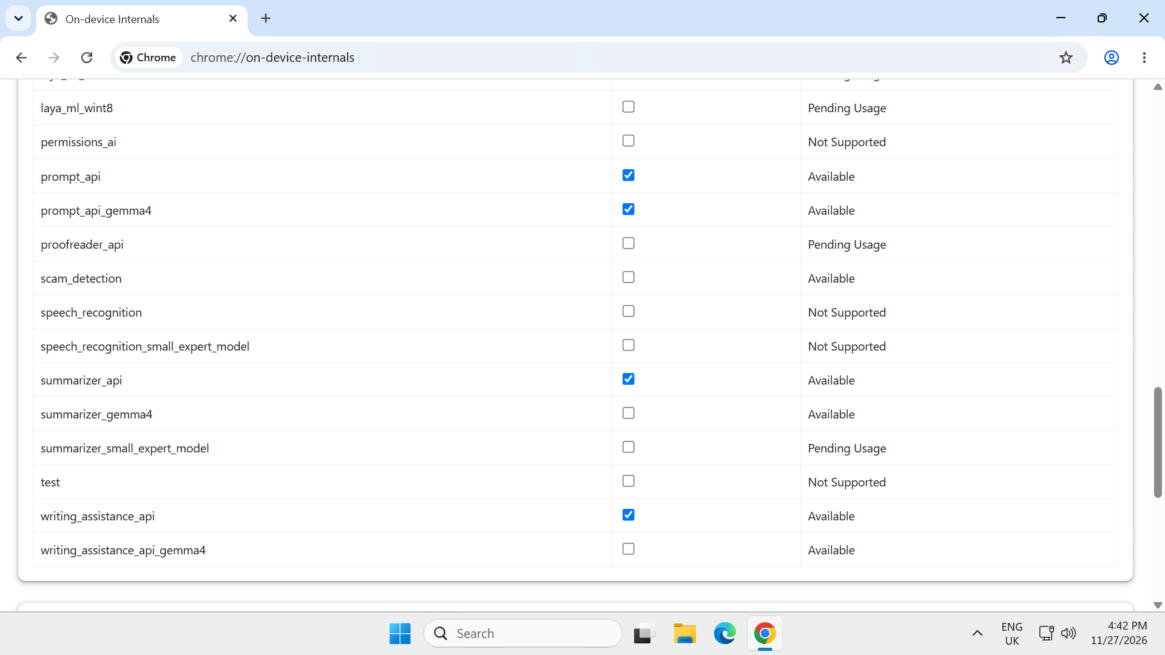 On-device Internals
Chrome chrome://on-device-internals
laya_ml_wint8 Pending Usage
permissions_ai Not Supported
prompt_api Available
prompt_api_gemma4 Available
proofreader_api Pending Usage
scam_detection Available
speech_recognition Not Supported
speech_recognition_small_expert_model Not Supported
summarizer_api Available
summarizer_gemma4 Available
summarizer_small_expert_model Pending Usage
test Not Supported
writing_assistance_api Available
writing_assistance_api_gemma4 Available
Search
ENG
UK
4:42 PM
11/27/2026